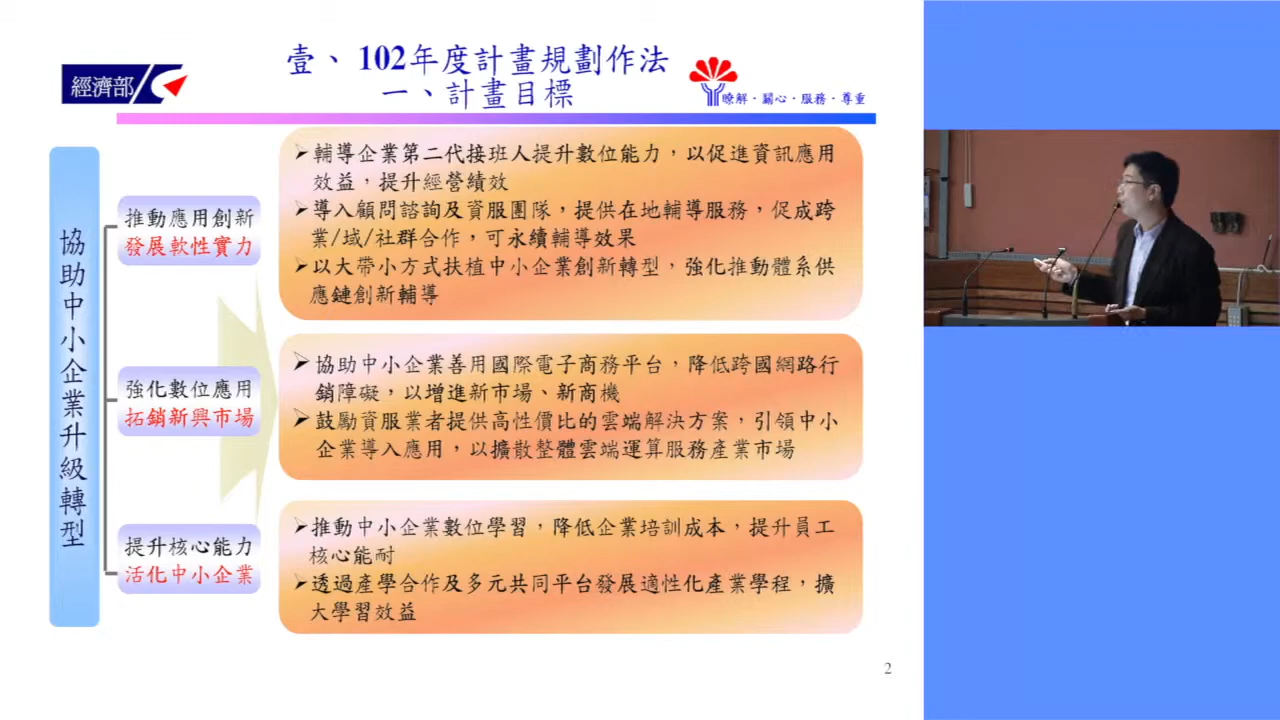 壹、 102年度計畫規劃作法
一、計畫目標
經濟部
瞭解．關心．服務．尊重
協助中小企業升級轉型
推動應用創新
發展軟性實力
➢輔導企業第二代接班人提升數位能力，以促進資訊應用
效益，提升經營績效
➢導入顧問諮詢及資服團隊，提供在地輔導服務，促成跨
業/域/社群合作，可永續輔導效果
➢以大帶小方式扶植中小企業創新轉型，強化推動體系供
應鏈創新輔導
強化數位應用
拓銷新興市場
➢協助中小企業善用國際電子商務平台，降低跨國網路行
銷障礙，以增進新市場、新商機
➢鼓勵資服業者提供高性價比的雲端解決方案，引領中小
企業導入應用，以擴散整體雲端運算服務產業市場
提升核心能力
活化中小企業
➢推動中小企業數位學習，降低企業培訓成本，提升員工
核心能耐
➢透過產學合作及多元共同平台發展適性化產業學程，擴
大學習效益
2